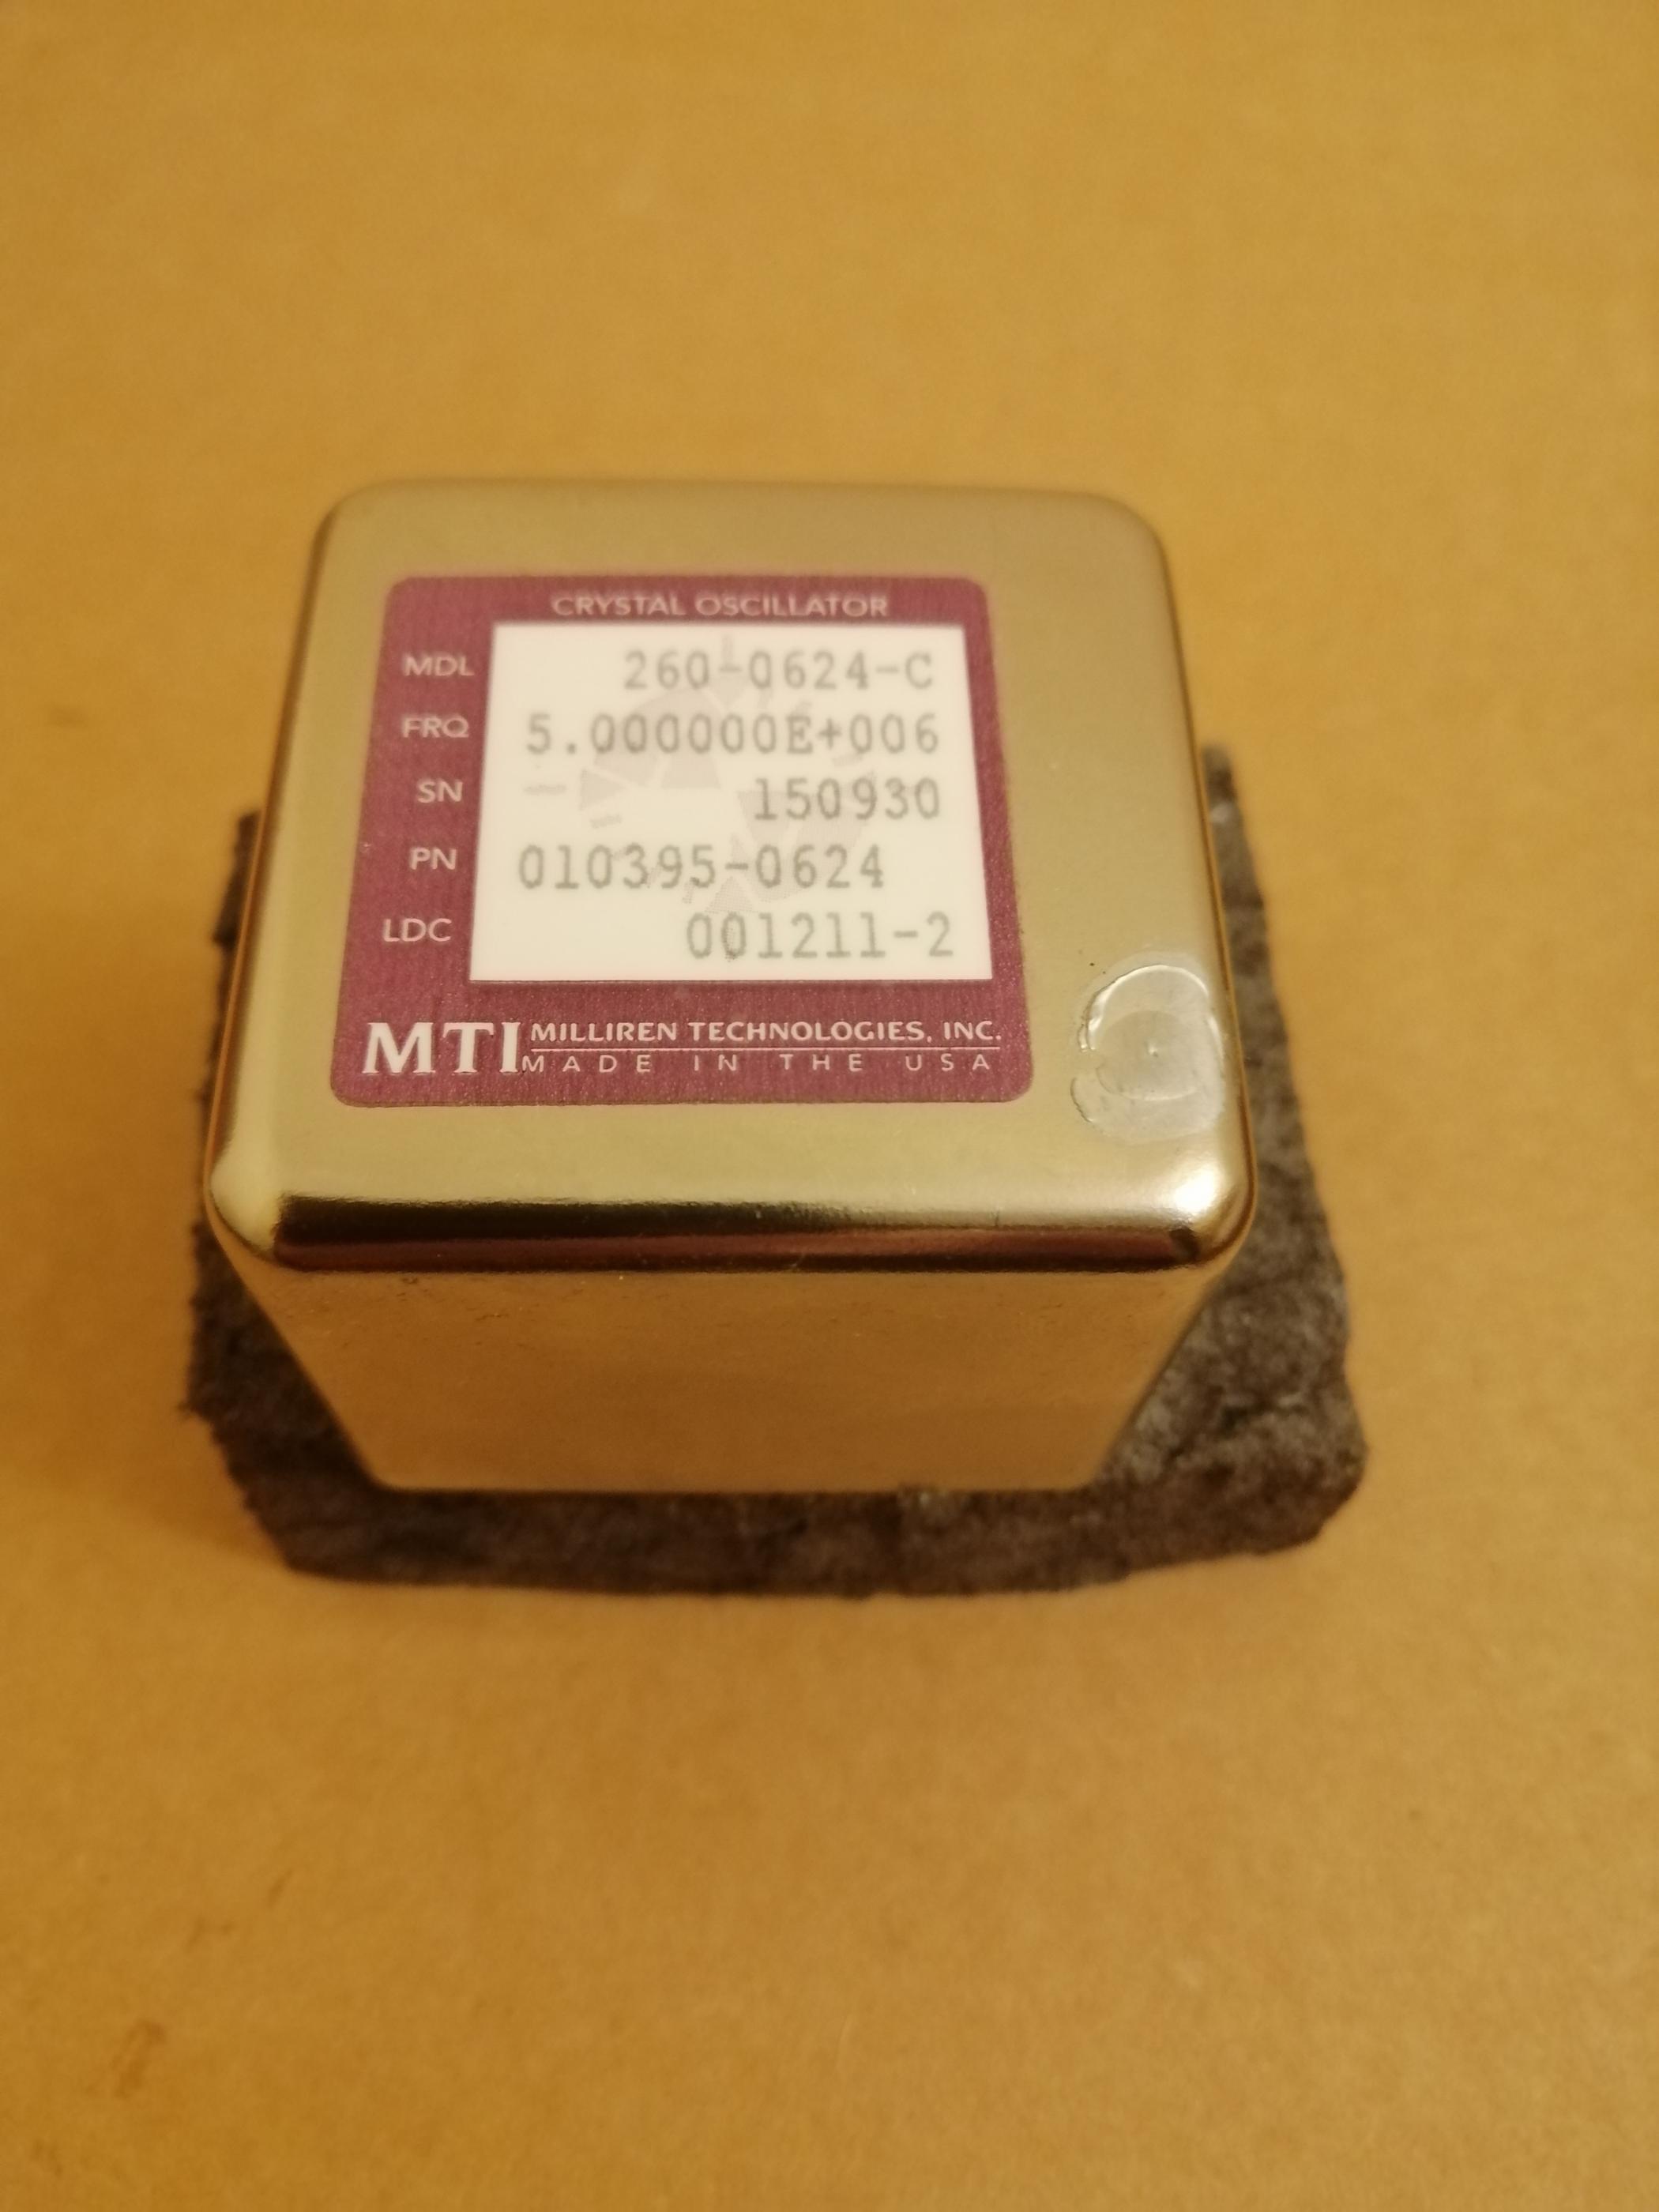 CRYSTAL OSCILLATOR
MDL 260-0624-C
FRQ 5.000000E+006
SN 150930
PN 010395-0624
LDC 001211-2
MTI MILLIREN TECHNOLOGIES, INC.
MADE IN THE USA